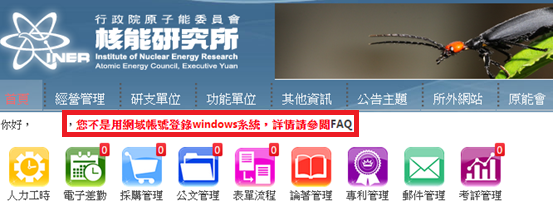 行政院原子能委員會
核能研究所
INER
Institute of Nuclear Energy Research
Atomic Energy Council, Executive Yuan
首頁 經營管理 研支單位 功能單位 其他資訊 公告主題 所外網站 原能會
你好， ，您不是用網域帳號登錄windows系統，詳情請參閱FAQ
0 0 0 0
人力工時 電子差勤 採購管理 公文管理 表單流程 論著管理 專利管理 郵件管理 考評管理